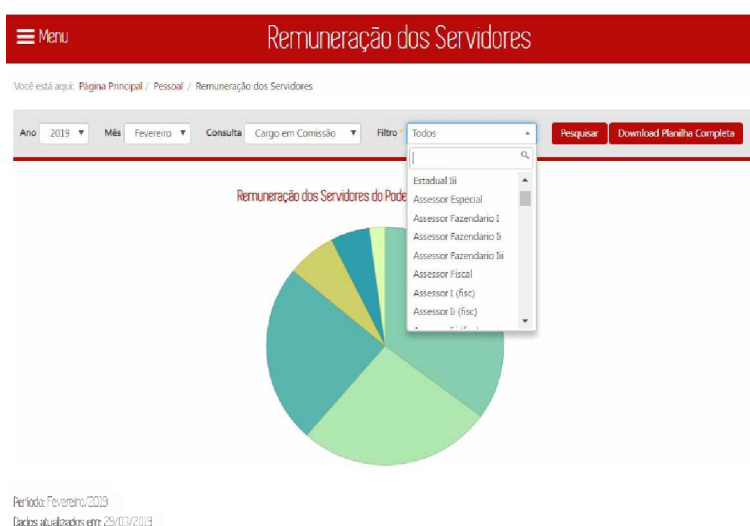 Menu
Remuneração dos Servidores
Você está aqui: Página Principal / Pessoal / Remuneração dos Servidores
Ano 2019 Mês Fevereiro Consulta Cargo em Comissão Filtro * Todos Pesquisar Download Planilha Completa
Estadual Iii
Remuneração dos Servidores do Pode
Assessor Especial
Assessor Fazendario I
Assessor Fazendario Ii
Assessor Fazendario Iii
Assessor Fiscal
Assessor I (fisc)
Assessor Ii (fisc)
Período: Fevereiro/2019
Dados atualizados em: 29/03/2019